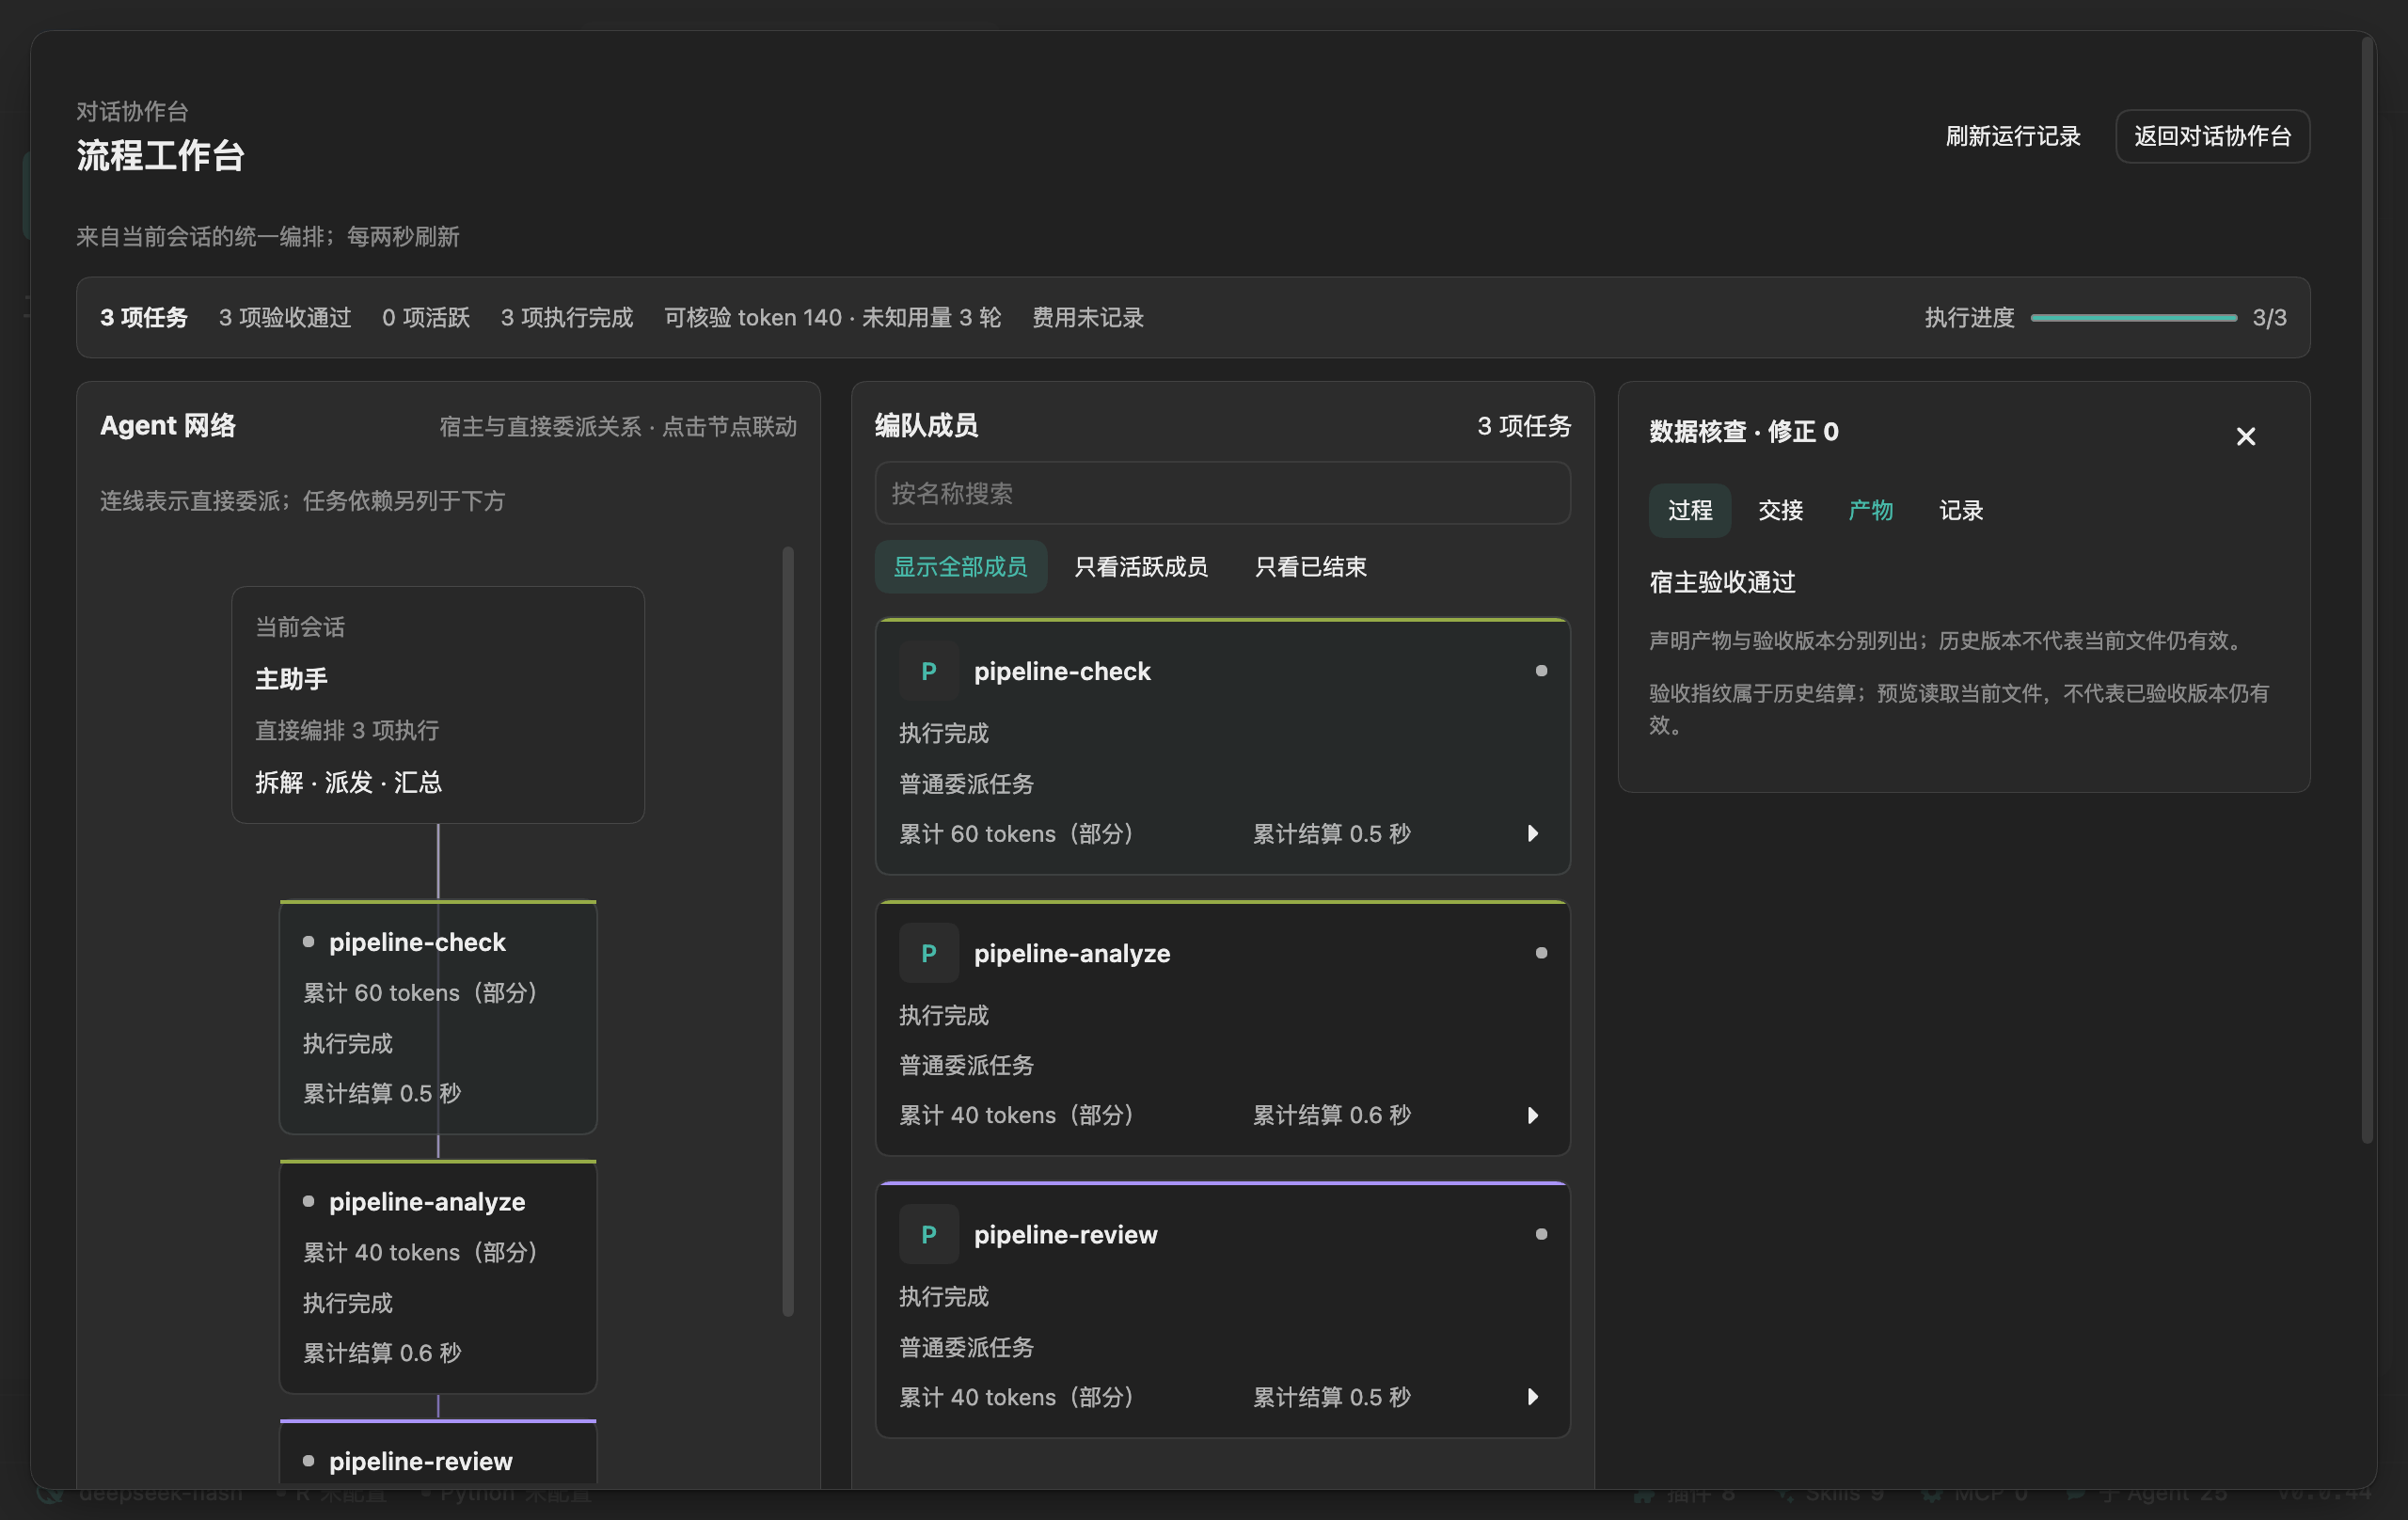 对话协作台
流程工作台
刷新运行记录
返回对话协作台
来自当前会话的统一编排；每两秒刷新
3 项任务 3 项验收通过 0 项活跃 3 项执行完成 可核验 token 140 · 未知用量 3 轮 费用未记录
执行进度 3/3
Agent 网络
宿主与直接委派关系 · 点击节点联动
连线表示直接委派；任务依赖另列于下方
当前会话
主助手
直接编排 3 项执行
拆解 · 派发 · 汇总
pipeline-check
累计 60 tokens（部分）
执行完成
累计结算 0.5 秒
pipeline-analyze
累计 40 tokens（部分）
执行完成
累计结算 0.6 秒
pipeline-review
编队成员
3 项任务
按名称搜索
显示全部成员 只看活跃成员 只看已结束
P pipeline-check
执行完成
普通委派任务
累计 60 tokens（部分） 累计结算 0.5 秒
P pipeline-analyze
执行完成
普通委派任务
累计 40 tokens（部分） 累计结算 0.6 秒
P pipeline-review
执行完成
普通委派任务
累计 40 tokens（部分） 累计结算 0.5 秒
数据核查 · 修正 0
过程 交接 产物 记录
宿主验收通过
声明产物与验收版本分别列出；历史版本不代表当前文件仍有效。
验收指纹属于历史结算；预览读取当前文件，不代表已验收版本仍有
效。
R 未配置 Python 未配置
插件 8 Skills 9 MCP 0 子 Agent 25